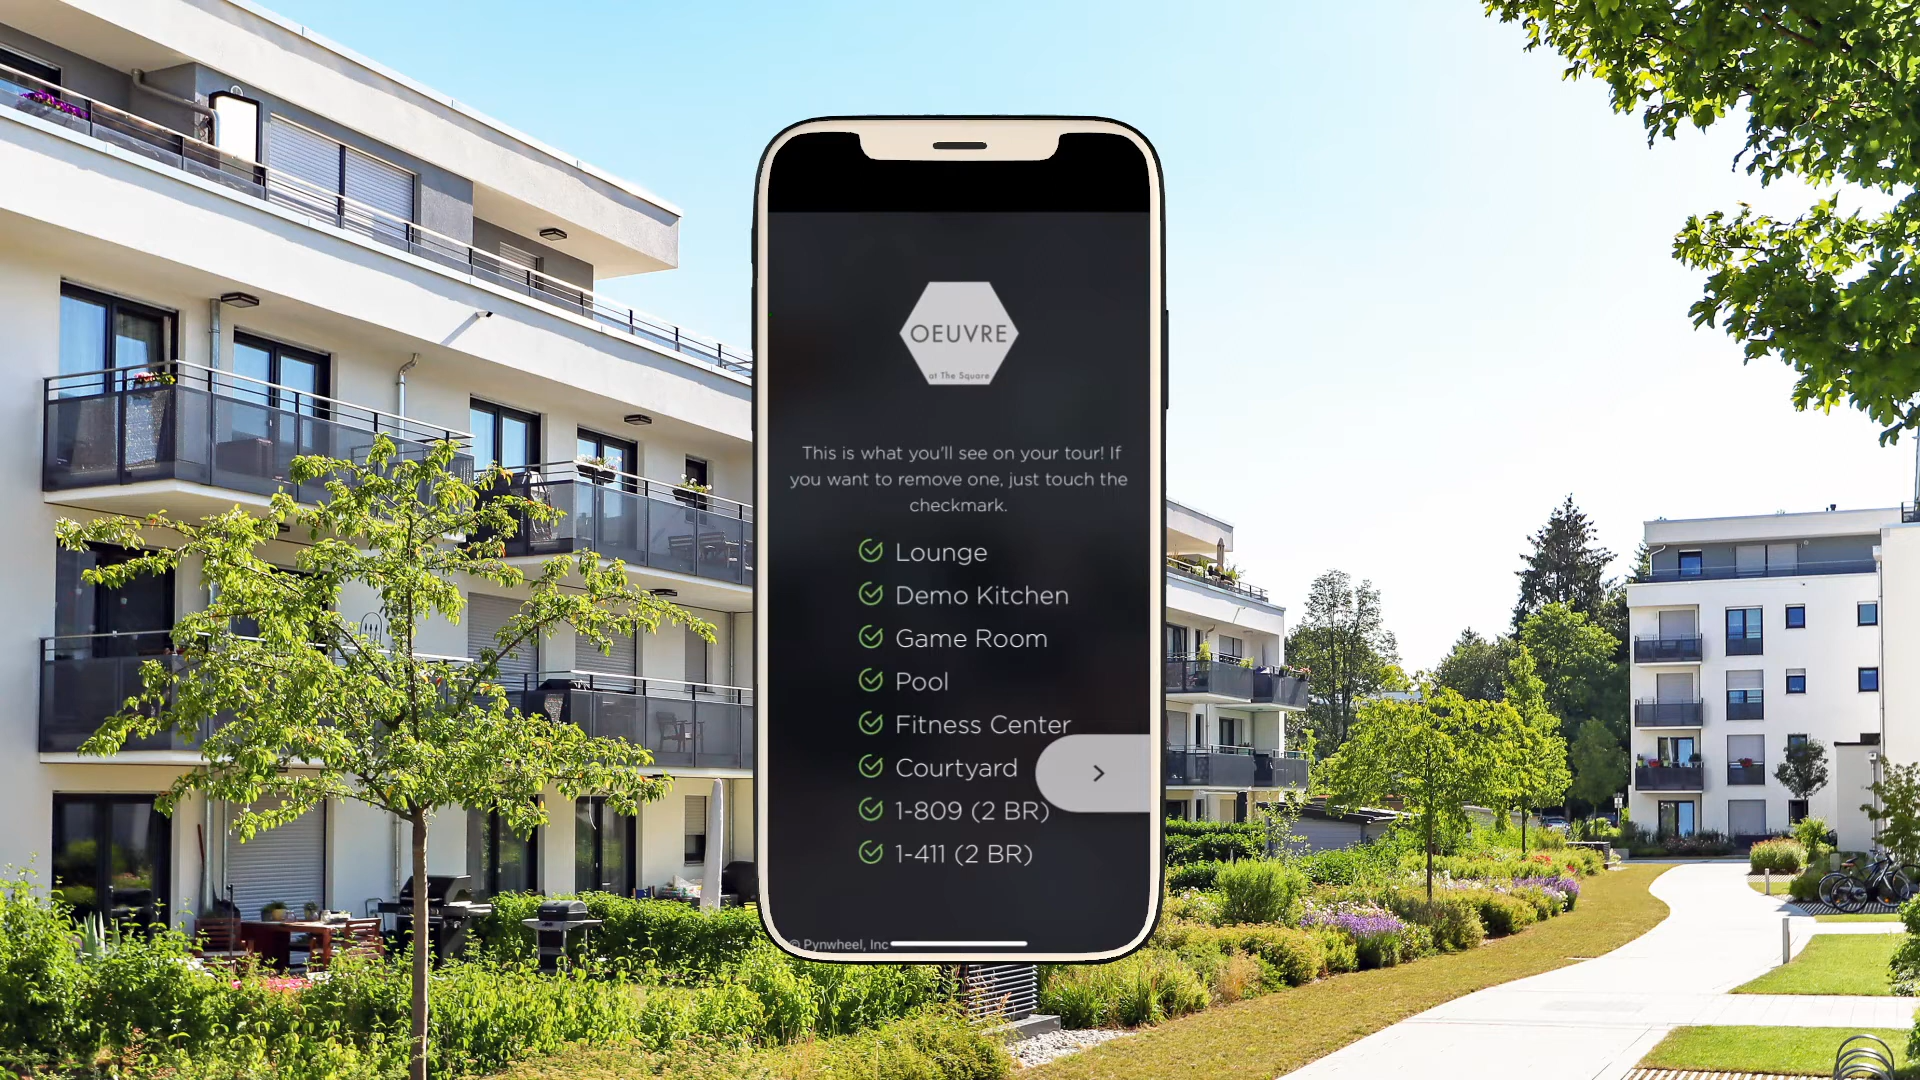 OEUVRE
at The Square
This is what you'll see on your tour! If
you want to remove one, just touch the
checkmark.
Lounge
Demo Kitchen
Game Room
Pool
Fitness Center
Courtyard
1-809 (2 BR)
1-411 (2 BR)
© Pynwheel, Inc